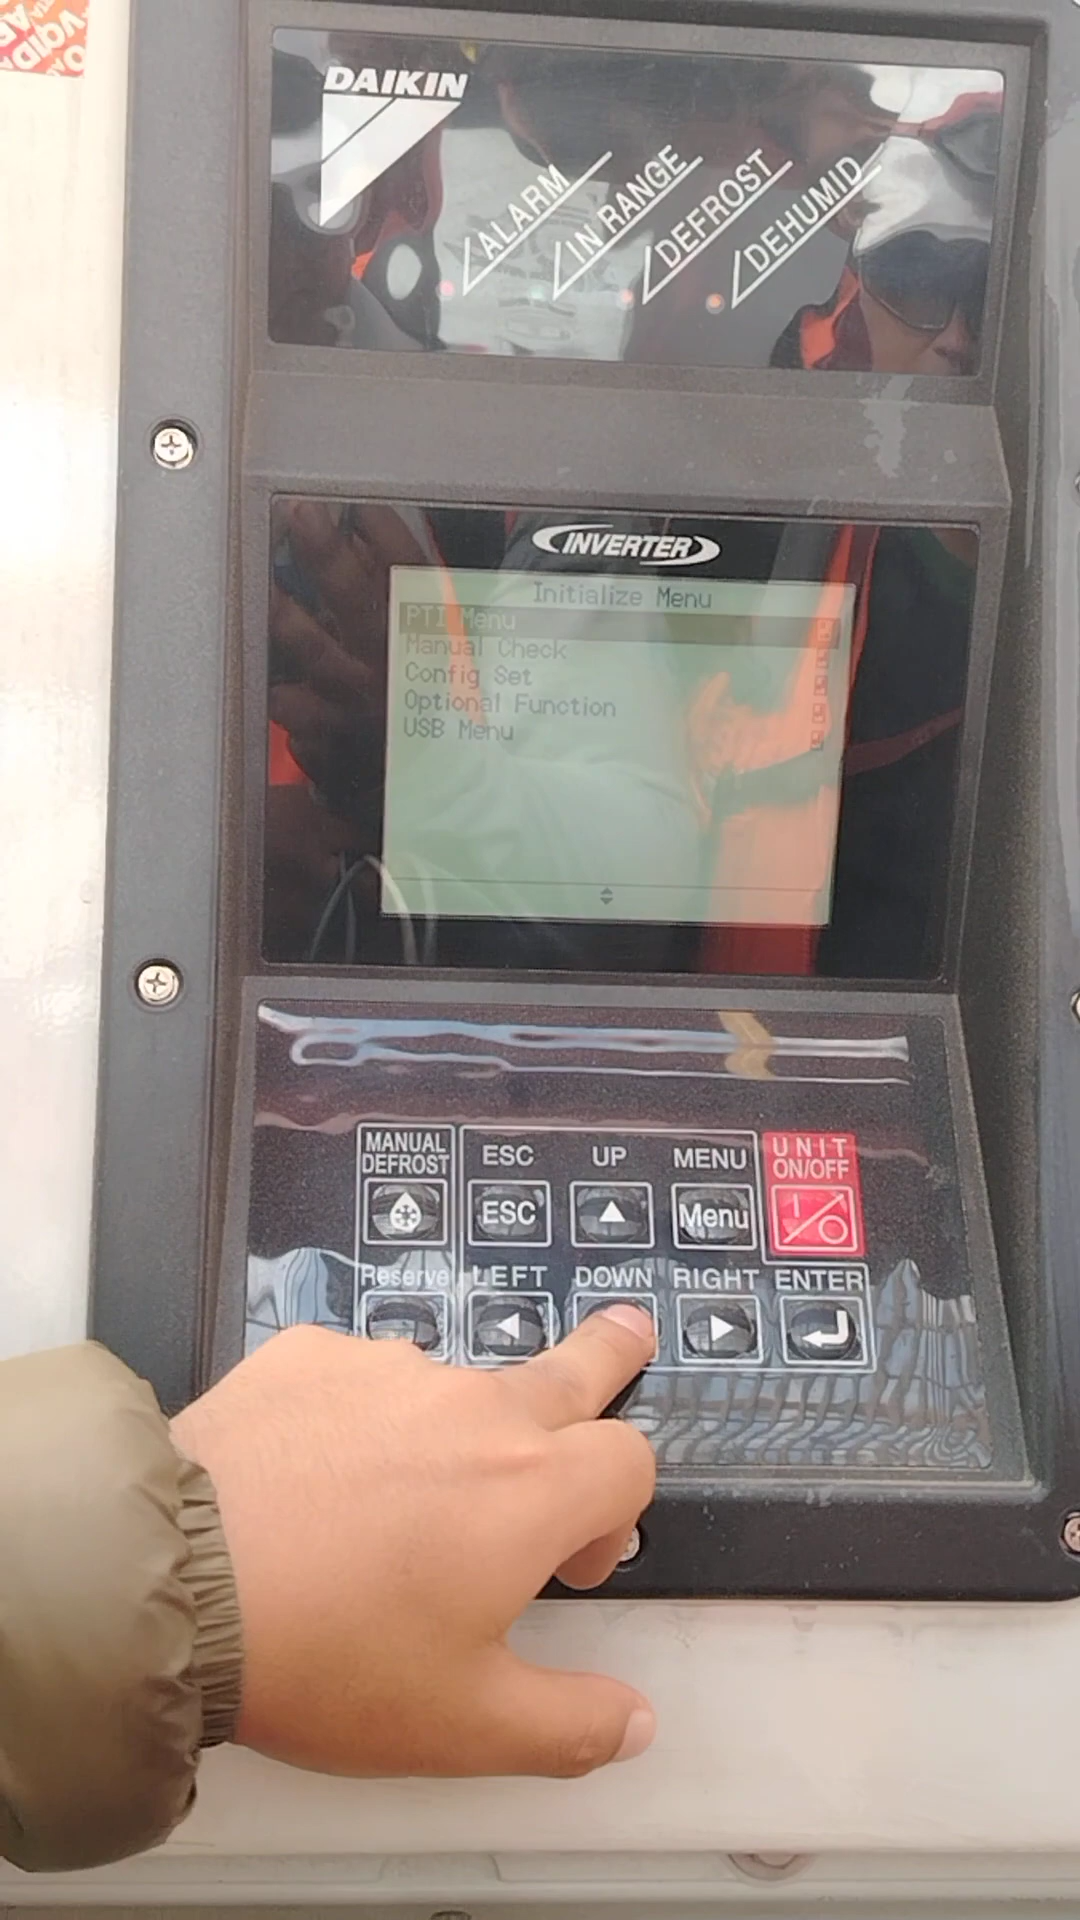 DAIKIN
ALARM
IN RANGE
DEFROST
DEHUMID
INVERTER
Initialize Menu
PTI Menu
Manual Check
Config Set
Optional Function
USB Menu
MANUAL DEFROST
ESC
UP
MENU
UNIT ON/OFF
ESC
Menu
I/O
Reserve
LEFT
DOWN
RIGHT
ENTER